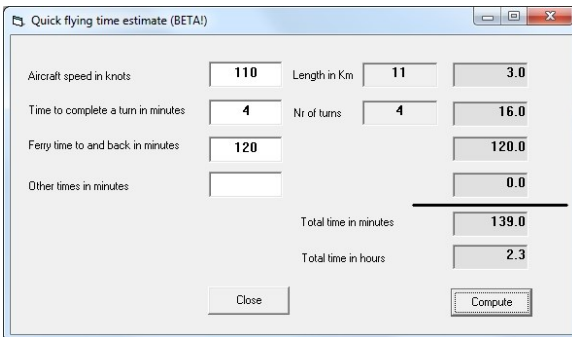 Quick flying time estimate (BETA!)
Aircraft speed in knots 110 Length in Km 11 3.0
Time to complete a turn in minutes 4 Nr of turns 4 16.0
Ferry time to and back in minutes 120 120.0
Other times in minutes 0.0
Total time in minutes 139.0
Total time in hours 2.3
Close Compute